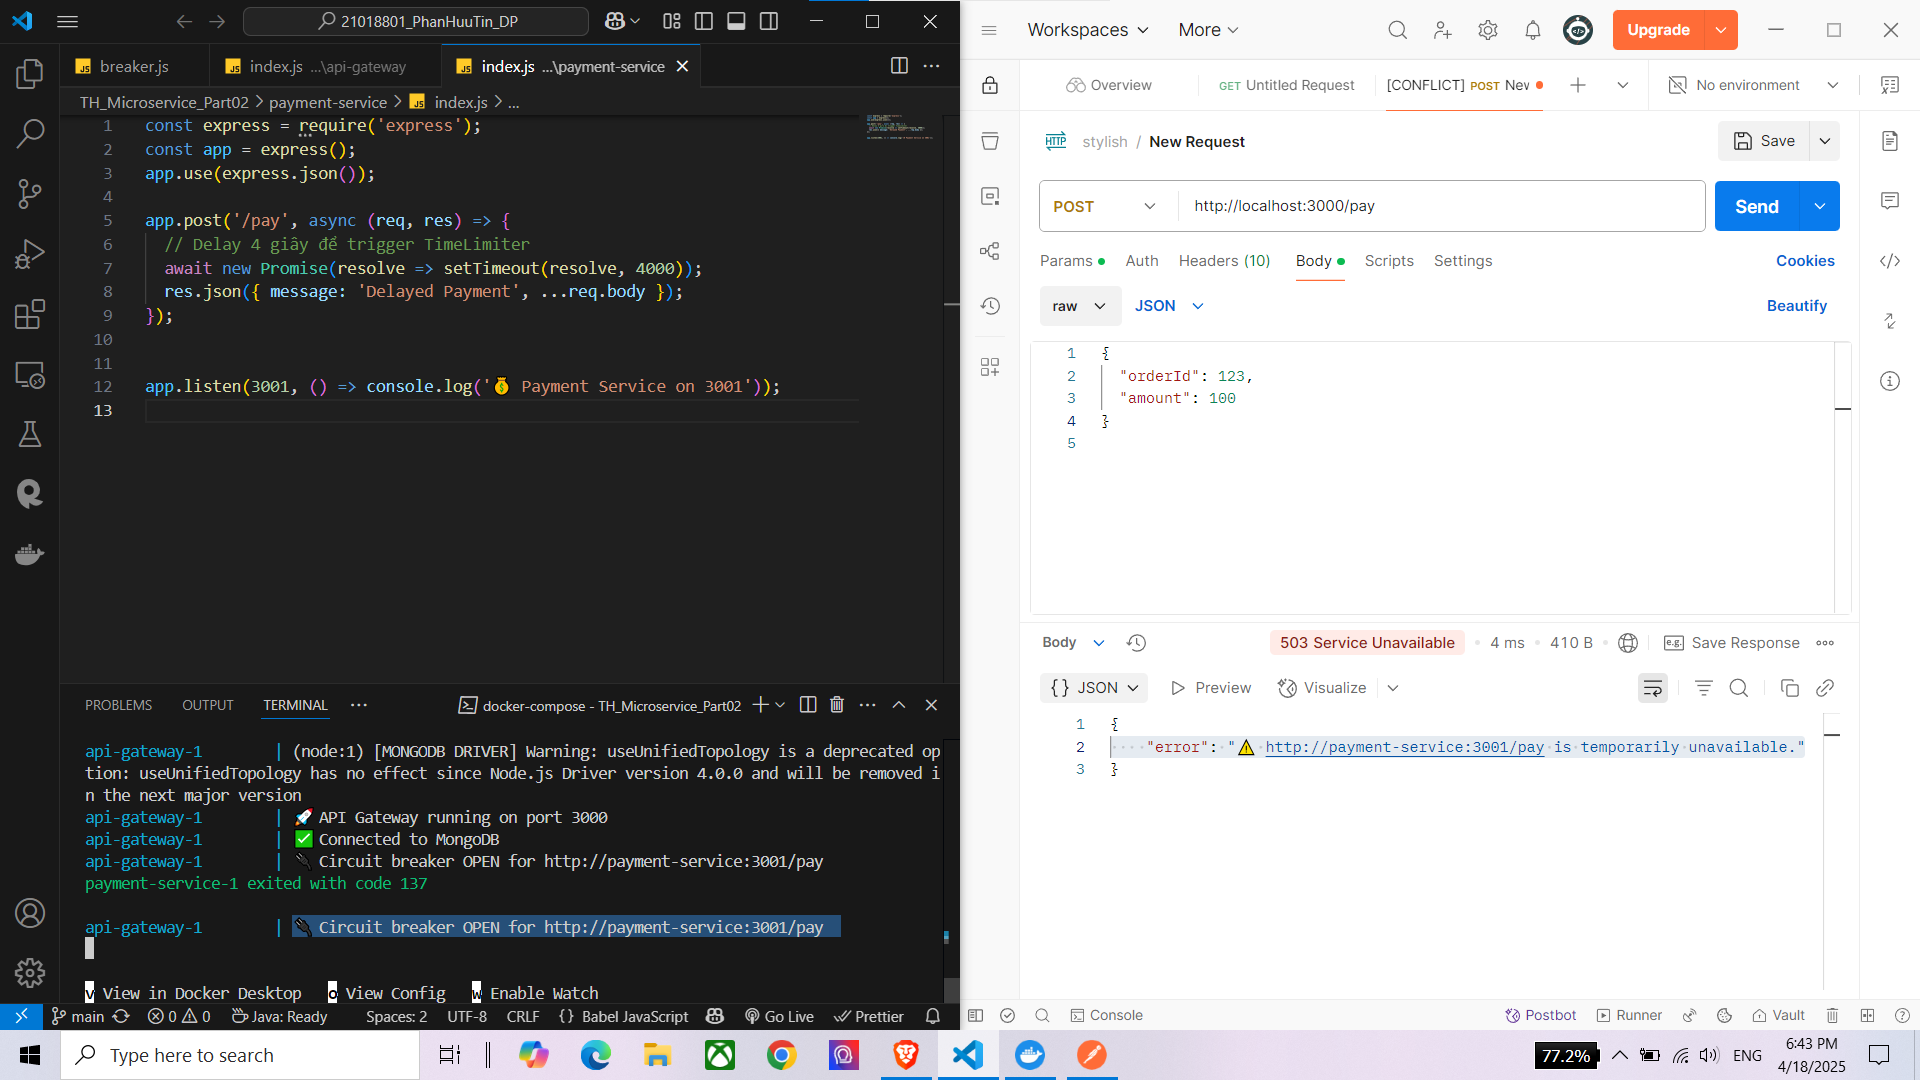 21018801_PhanHuuTin_DP
breaker.js
index.js ...\api-gateway
index.js ...\payment-service
TH_Microservice_Part02 > payment-service > index.js > ...
1 const express = require('express');
2 const app = express();
3 app.use(express.json());
4
5 app.post('/pay', async (req, res) => {
6 // Delay 4 giây để trigger TimeLimiter
7 await new Promise(resolve => setTimeout(resolve, 4000));
8 res.json({ message: 'Delayed Payment', ...req.body });
9 });
10
11
12 app.listen(3001, () => console.log('💰 Payment Service on 3001'));
13
PROBLEMS OUTPUT TERMINAL ... docker-compose - TH_Microservice_Part02
api-gateway-1 | (node:1) [MONGODB DRIVER] Warning: useUnifiedTopology is a deprecated op
tion: useUnifiedTopology has no effect since Node.js Driver version 4.0.0 and will be removed i
n the next major version
api-gateway-1 | 🚀 API Gateway running on port 3000
api-gateway-1 | ✅ Connected to MongoDB
api-gateway-1 | 🔌 Circuit breaker OPEN for http://payment-service:3001/pay
payment-service-1 exited with code 137
api-gateway-1 | 🔌 Circuit breaker OPEN for http://payment-service:3001/pay
v View in Docker Desktop o View Config w Enable Watch
main 0 0 Java: Ready Spaces: 2 UTF-8 CRLF {} Babel JavaScript Go Live Prettier
Workspaces More Upgrade
Overview GET Untitled Request [CONFLICT] POST New No environment
HTTP stylish / New Request Save
POST http://localhost:3000/pay Send
Params Auth Headers (10) Body Scripts Settings Cookies
raw JSON Beautify
1 {
2 "orderId": 123,
3 "amount": 100
4 }
5
Body 503 Service Unavailable 4 ms 410 B e.g. Save Response
{} JSON Preview Visualize
1 {
2 "error": "⚠️ http://payment-service:3001/pay is temporarily unavailable."
3 }
Console Postbot Runner Vault
Type here to search
77.2% ENG
6:43 PM
4/18/2025